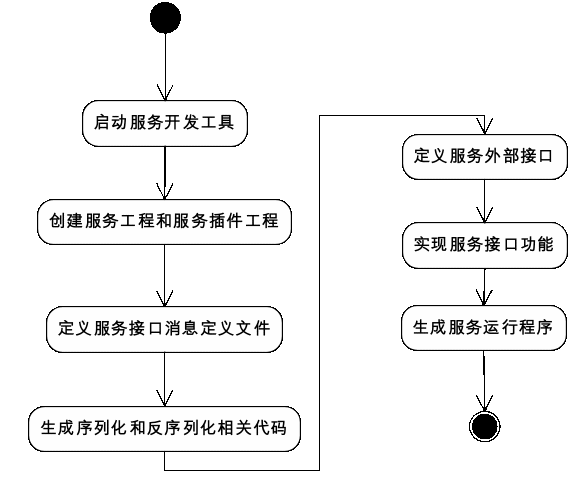 启动服务开发工具
创建服务工程和服务插件工程
定义服务接口消息定义文件
生成序列化和反序列化相关代码
定义服务外部接口
实现服务接口功能
生成服务运行程序